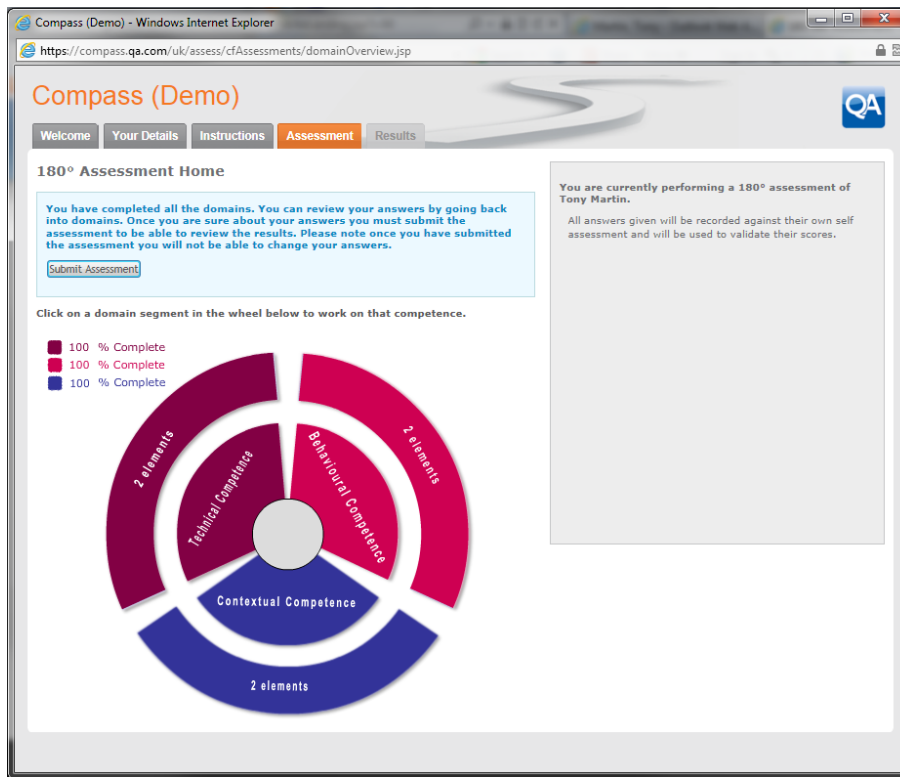 Compass (Demo) - Windows Internet Explorer
https://compass.qa.com/uk/assess/cfAssessments/domainOverview.jsp
Compass (Demo)
QA
Welcome Your Details Instructions Assessment Results
180° Assessment Home
You have completed all the domains. You can review your answers by going back
into domains. Once you are sure about your answers you must submit the
assessment to be able to review the results. Please note once you have submitted
the assessment you will not be able to change your answers.
Submit Assessment
You are currently performing a 180° assessment of
Tony Martin.
All answers given will be recorded against their own self
assessment and will be used to validate their scores.
Click on a domain segment in the wheel below to work on that competence.
100 % Complete
100 % Complete
100 % Complete
2 elements
Technical Competence
Behavioural Competence
2 elements
Contextual Competence
2 elements